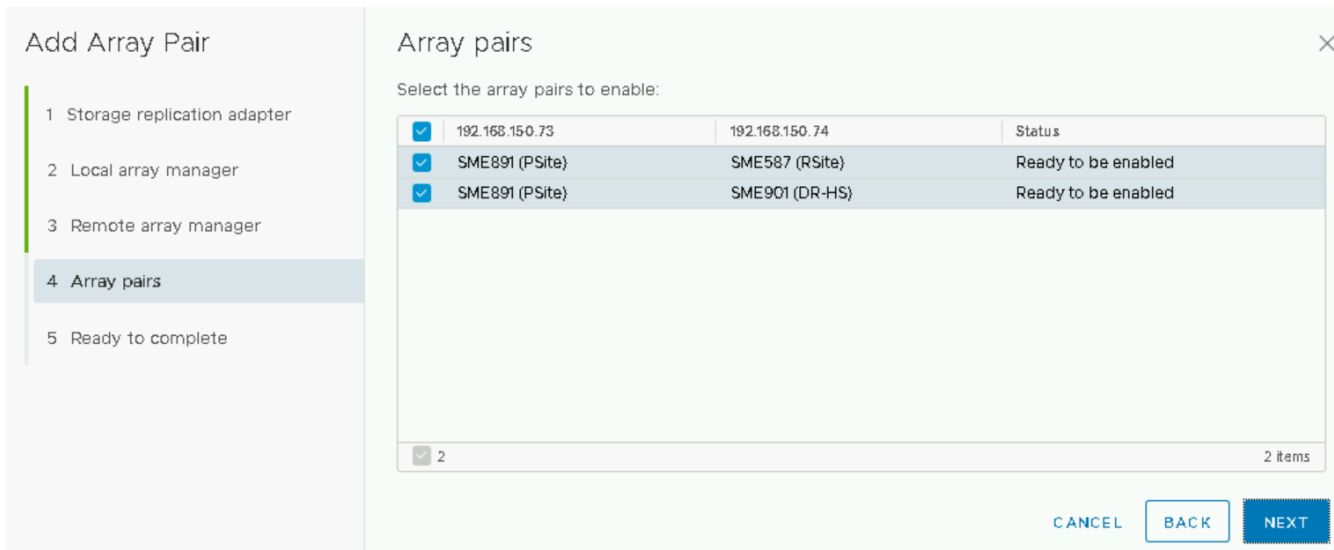 Add Array Pair
1 Storage replication adapter
2 Local array manager
3 Remote array manager
4 Array pairs
5 Ready to complete
Array pairs
Select the array pairs to enable:
192.168.150.73 192.168.150.74 Status
SME891 (PSite) SME587 (RSite) Ready to be enabled
SME891 (PSite) SME901 (DR-HS) Ready to be enabled
2 2 items
CANCEL BACK NEXT